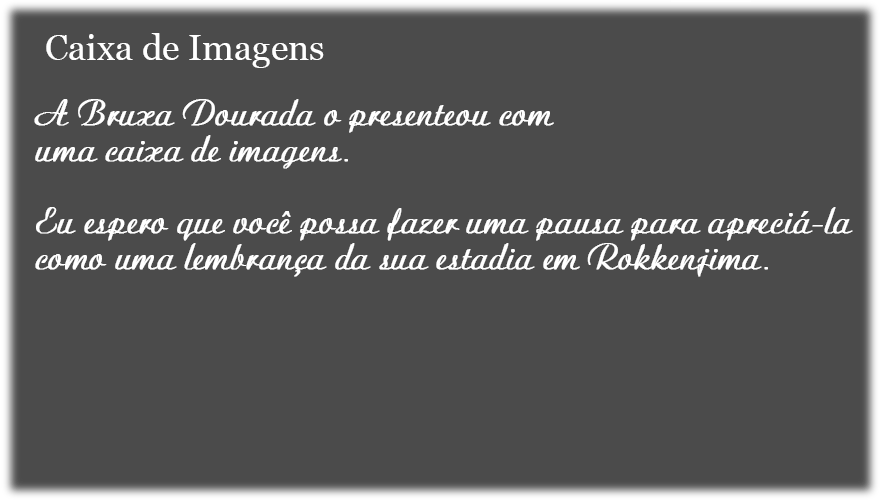 Caixa de Imagens
A Bruxa Dourada o presenteou com
uma caixa de imagens.
Eu espero que você possa fazer uma pausa para apreciá-la
como uma lembrança da sua estadia em Rokkenjima.